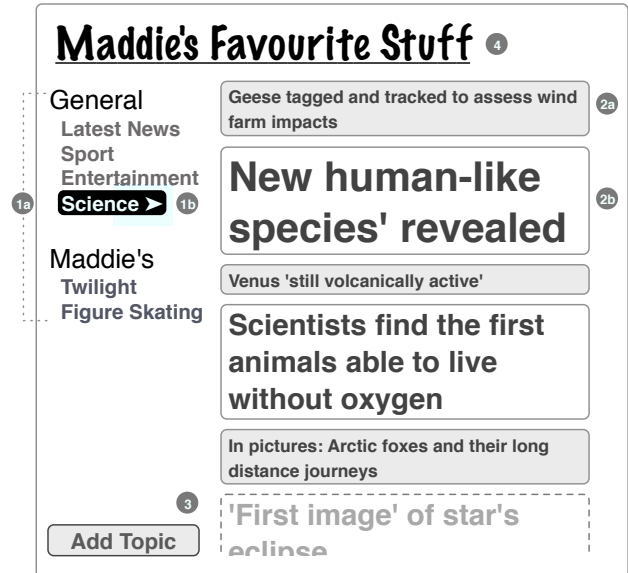 Maddie's Favourite Stuff
4
General
Latest News
Sport
Entertainment
Science ➤
1a
1b
Maddie's
Twilight
Figure Skating
3
Add Topic
Geese tagged and tracked to assess wind
farm impacts
2a
New human-like
species' revealed
2b
Venus 'still volcanically active'
Scientists find the first
animals able to live
without oxygen
In pictures: Arctic foxes and their long
distance journeys
'First image' of star's
eclipse